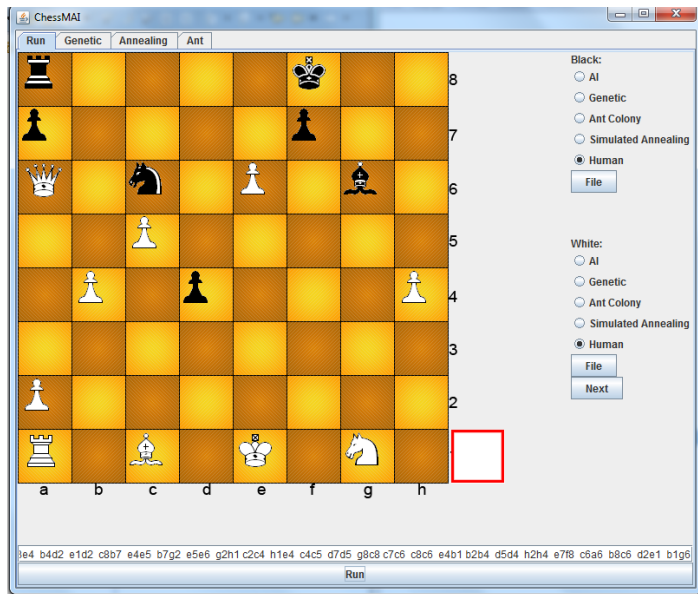 ChessMAI
Run Genetic Annealing Ant
Black:
AI
Genetic
Ant Colony
Simulated Annealing
Human
File
White:
AI
Genetic
Ant Colony
Simulated Annealing
Human
File
Next
8
7
6
5
4
3
2
a b c d e f g h
3e4 b4d2 e1d2 c8b7 e4e5 b7g2 e5e6 g2h1 c2c4 h1e4 c4c5 d7d5 g8c8 c7c6 c8c6 e4b1 b2b4 d5d4 h2h4 e7f8 c6a6 b8c6 d2e1 b1g6
Run